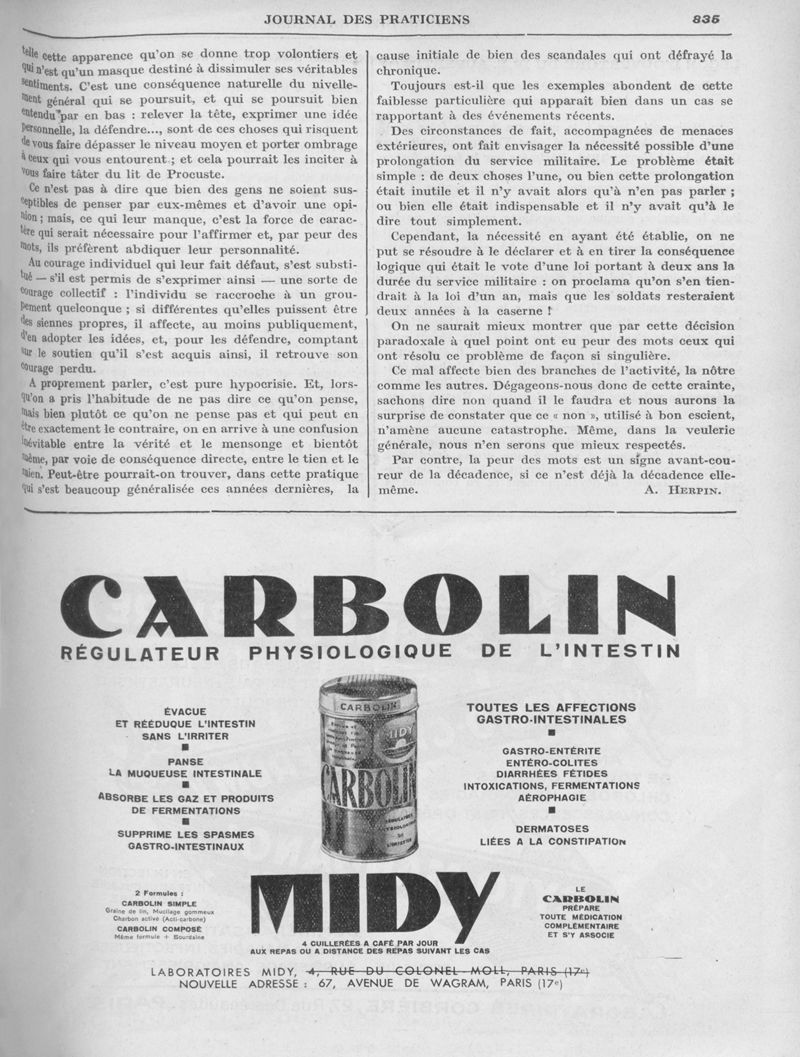 JOURNAL DES PRATICIENS 835
telle cette apparence qu'on se donne trop volontiers et
qui n'est qu'un masque destiné à dissimuler ses véritables
sentiments. C'est une conséquence naturelle du nivelle-
ment général qui se poursuit, et qui se poursuit bien
entendu par en bas : relever la tête, exprimer une idée
personnelle, la défendre..., sont de ces choses qui risquent
de vous faire dépasser le niveau moyen et porter ombrage
à ceux qui vous entourent ; et cela pourrait les inciter à
vous faire tâter du lit de Procuste.
Ce n'est pas à dire que bien des gens ne soient sus-
ceptibles de penser par eux-mêmes et d'avoir une opi-
nion ; mais, ce qui leur manque, c'est la force de carac-
tère qui serait nécessaire pour l'affirmer et, par peur des
mots, ils préfèrent abdiquer leur personnalité.
Au courage individuel qui leur fait défaut, s'est substi-
tué — s'il est permis de s'exprimer ainsi — une sorte de
courage collectif : l'individu se raccroche à un grou-
pement quelconque ; si différentes qu'elles puissent être
des siennes propres, il affecte, au moins publiquement,
d'en adopter les idées, et, pour les défendre, comptant
sur le soutien qu'il s'est acquis ainsi, il retrouve son
courage perdu.
A proprement parler, c'est pure hypocrisie. Et, lors-
qu'on a pris l'habitude de ne pas dire ce qu'on pense,
mais bien plutôt ce qu'on ne pense pas et qui peut en
être exactement le contraire, on en arrive à une confusion
inévitable entre la vérité et le mensonge et bientôt
même, par voie de conséquence directe, entre le tien et le
mien. Peut-être pourrait-on trouver, dans cette pratique
qui s'est beaucoup généralisée ces années dernières, la
cause initiale de bien des scandales qui ont défrayé la
chronique.
Toujours est-il que les exemples abondent de cette
faiblesse particulière qui apparaît bien dans un cas se
rapportant à des événements récents.
Des circonstances de fait, accompagnées de menaces
extérieures, ont fait envisager la nécessité possible d'une
prolongation du service militaire. Le problème était
simple : de deux choses l'une, ou bien cette prolongation
était inutile et il n'y avait alors qu'à n'en pas parler ;
ou bien elle était indispensable et il n'y avait qu'à le
dire tout simplement.
Cependant, la nécessité en ayant été établie, on ne
put se résoudre à le déclarer et à en tirer la conséquence
logique qui était le vote d'une loi portant à deux ans la
durée du service militaire : on proclama qu'on s'en tien-
drait à la loi d'un an, mais que les soldats resteraient
deux années à la caserne !
On ne saurait mieux montrer que par cette décision
paradoxale à quel point ont eu peur des mots ceux qui
ont résolu ce problème de façon si singulière.
Ce mal affecte bien des branches de l'activité, la nôtre
comme les autres. Dégageons-nous donc de cette crainte,
sachons dire non quand il le faudra et nous aurons la
surprise de constater que ce « non », utilisé à bon escient,
n'amène aucune catastrophe. Même, dans la veulerie
générale, nous n'en serons que mieux respectés.
Par contre, la peur des mots est un signe avant-cou-
reur de la décadence, si ce n'est déjà la décadence elle-
même. A. HERPIN.
CARBOLIN
RÉGULATEUR PHYSIOLOGIQUE DE L'INTESTIN
ÉVACUE
ET RÉÉDUQUE L'INTESTIN
SANS L'IRRITER
PANSE
LA MUQUEUSE INTESTINALE
ABSORBE LES GAZ ET PRODUITS
DE FERMENTATIONS
SUPPRIME LES SPASMES
GASTRO-INTESTINAUX
CARBOLIN
MIDY
CARBOLIN
TOUTES LES AFFECTIONS
GASTRO-INTESTINALES
GASTRO-ENTÉRITE
ENTÉRO-COLITES
DIARRHÉES FÉTIDES
INTOXICATIONS, FERMENTATIONS
AÉROPHAGIE
DERMATOSES
LIÉES A LA CONSTIPATION
2 Formules :
CARBOLIN SIMPLE
Graine de lin, Mucilage gommeux
Charbon activé (Acti-carbone)
CARBOLIN COMPOSÉ
Même formule + Bourdaine
MIDY
4 CUILLERÉES A CAFÉ PAR JOUR
AUX REPAS OU A DISTANCE DES REPAS SUIVANT LES CAS
LE
CARBOLIN
PRÉPARE
TOUTE MÉDICATION
COMPLÉMENTAIRE
ET S'Y ASSOCIE
LABORATOIRES MIDY, 4, RUE DU COLONEL MOLL, PARIS (17e)
NOUVELLE ADRESSE : 67, AVENUE DE WAGRAM, PARIS (17e)